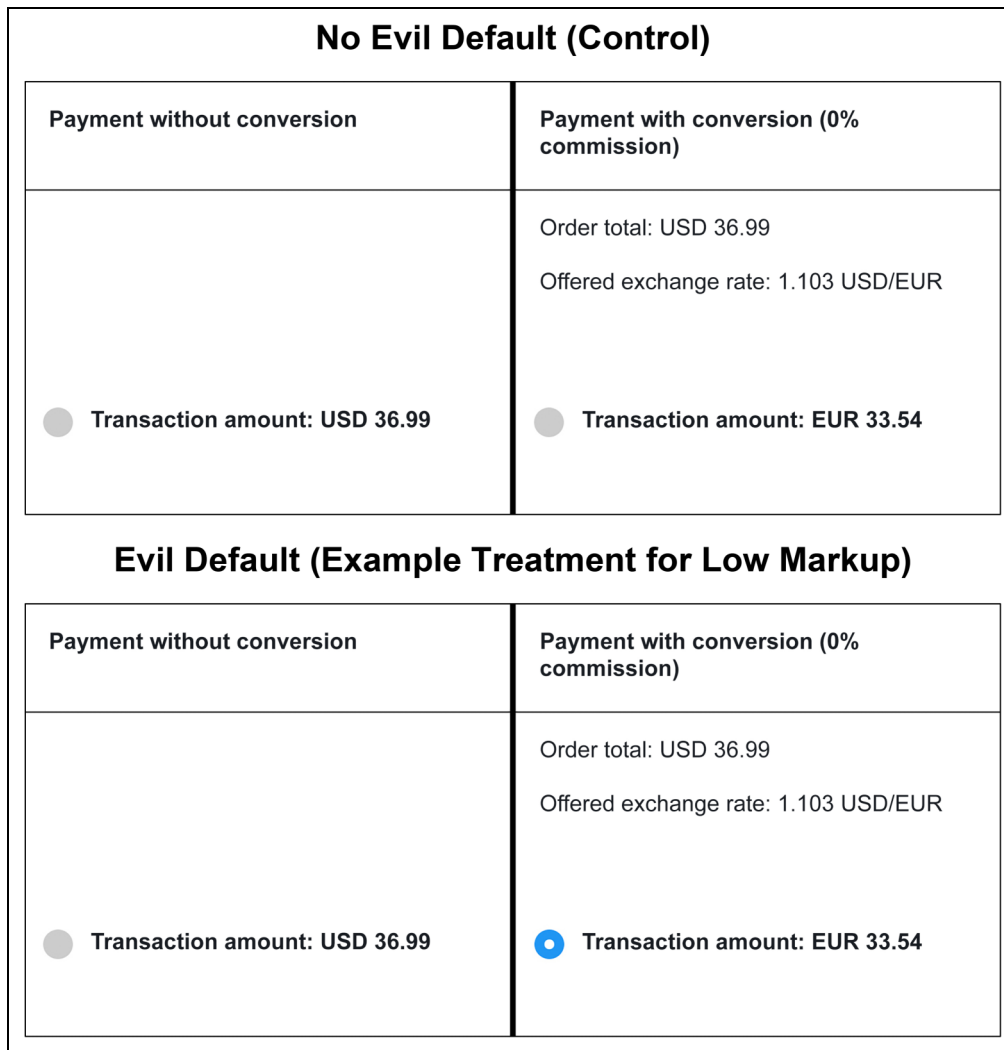 No Evil Default (Control)
Payment without conversion
Payment with conversion (0%
commission)
Order total: USD 36.99
Offered exchange rate: 1.103 USD/EUR
Transaction amount: USD 36.99
Transaction amount: EUR 33.54
Evil Default (Example Treatment for Low Markup)
Payment without conversion
Payment with conversion (0%
commission)
Order total: USD 36.99
Offered exchange rate: 1.103 USD/EUR
Transaction amount: USD 36.99
Transaction amount: EUR 33.54